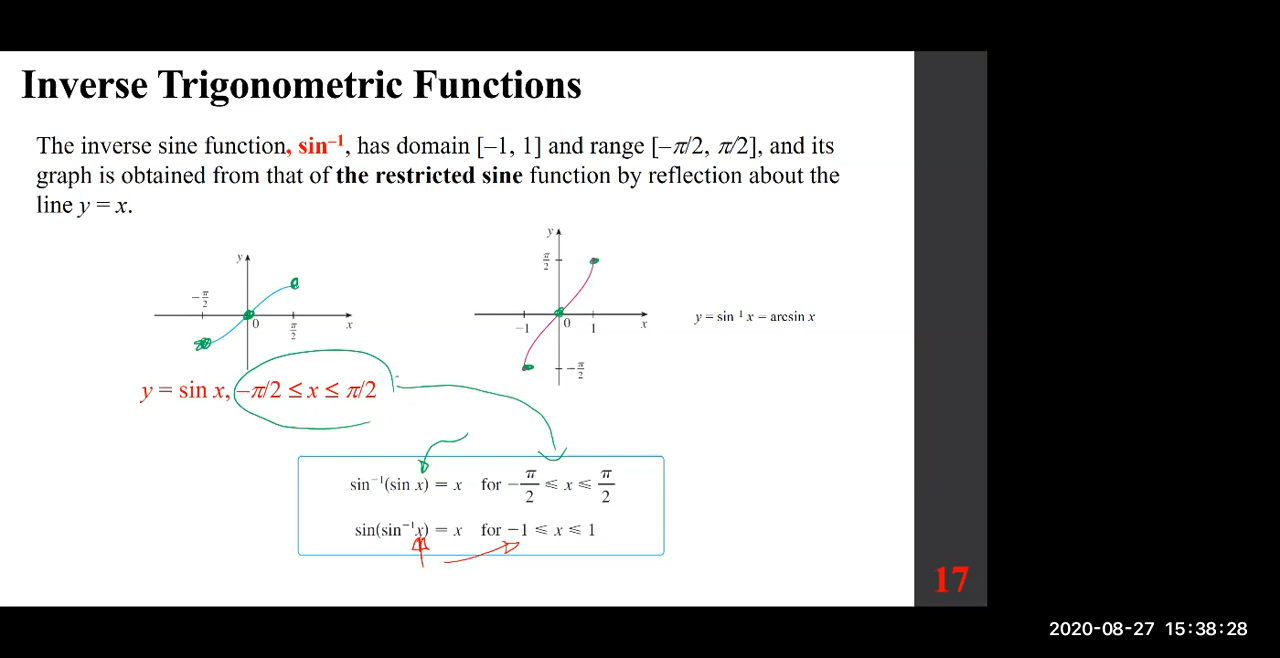 Inverse Trigonometric Functions
The inverse sine function, sin⁻¹, has domain [–1, 1] and range [–π/2, π/2], and its
graph is obtained from that of the restricted sine function by reflection about the
line y = x.
y
–π/2
0
π/2
x
y
π/2
–1
0
1
x
–π/2
y = sin⁻¹x = arcsin x
y = sin x, –π/2 ≤ x ≤ π/2
sin⁻¹(sin x) = x for –π/2 ≤ x ≤ π/2
sin(sin⁻¹x) = x for –1 ≤ x ≤ 1
17
2020-08-27 15:38:28